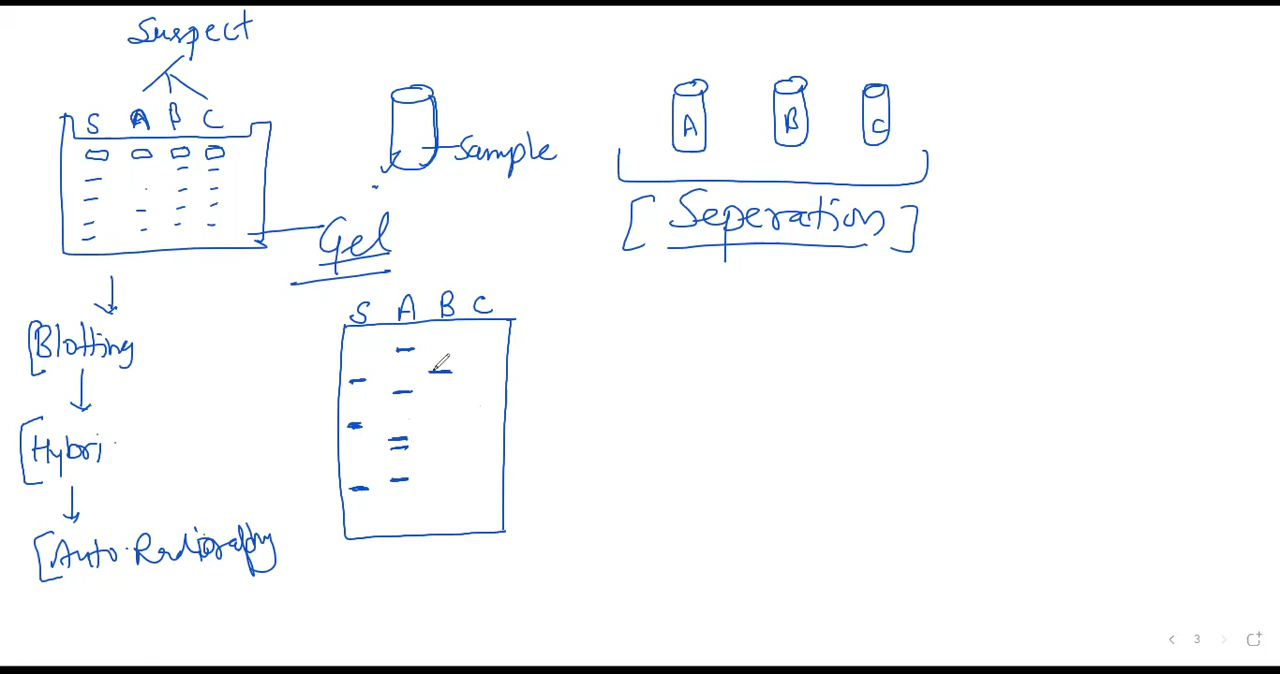 Suspect
S A B C
Sample
A B C
[ Seperation ]
Gel
[Blotting
S A B C
[Hybri
[Auto-Radiography
3